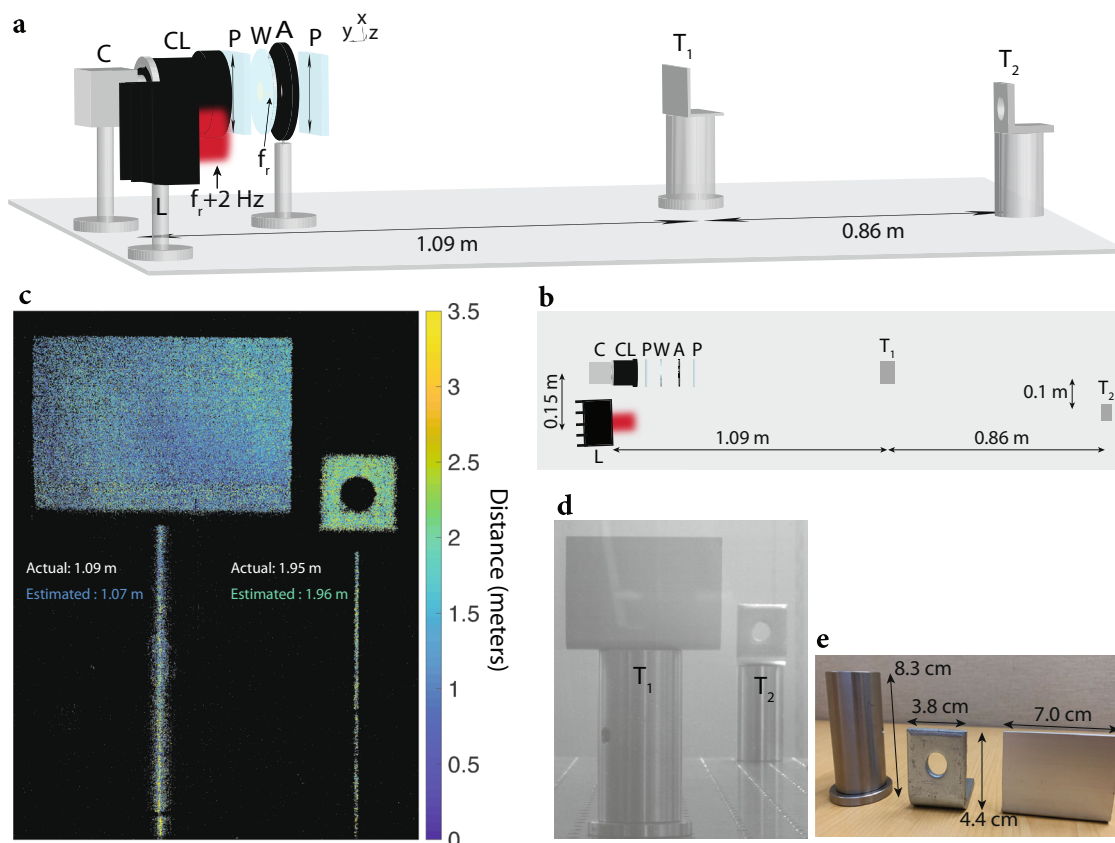 a
C
CL
P
W
A
P
x
y
z
T1
T2
fr
fr+2 Hz
L
1.09 m
0.86 m
c
3.5
3
2.5
2
1.5
1
0.5
0
Distance (meters)
Actual: 1.09 m
Estimated : 1.07 m
Actual: 1.95 m
Estimated : 1.96 m
b
C CL P W A P
T1
T2
0.15 m
0.1 m
1.09 m
0.86 m
L
d
T1
T2
e
8.3 cm
3.8 cm
7.0 cm
4.4 cm